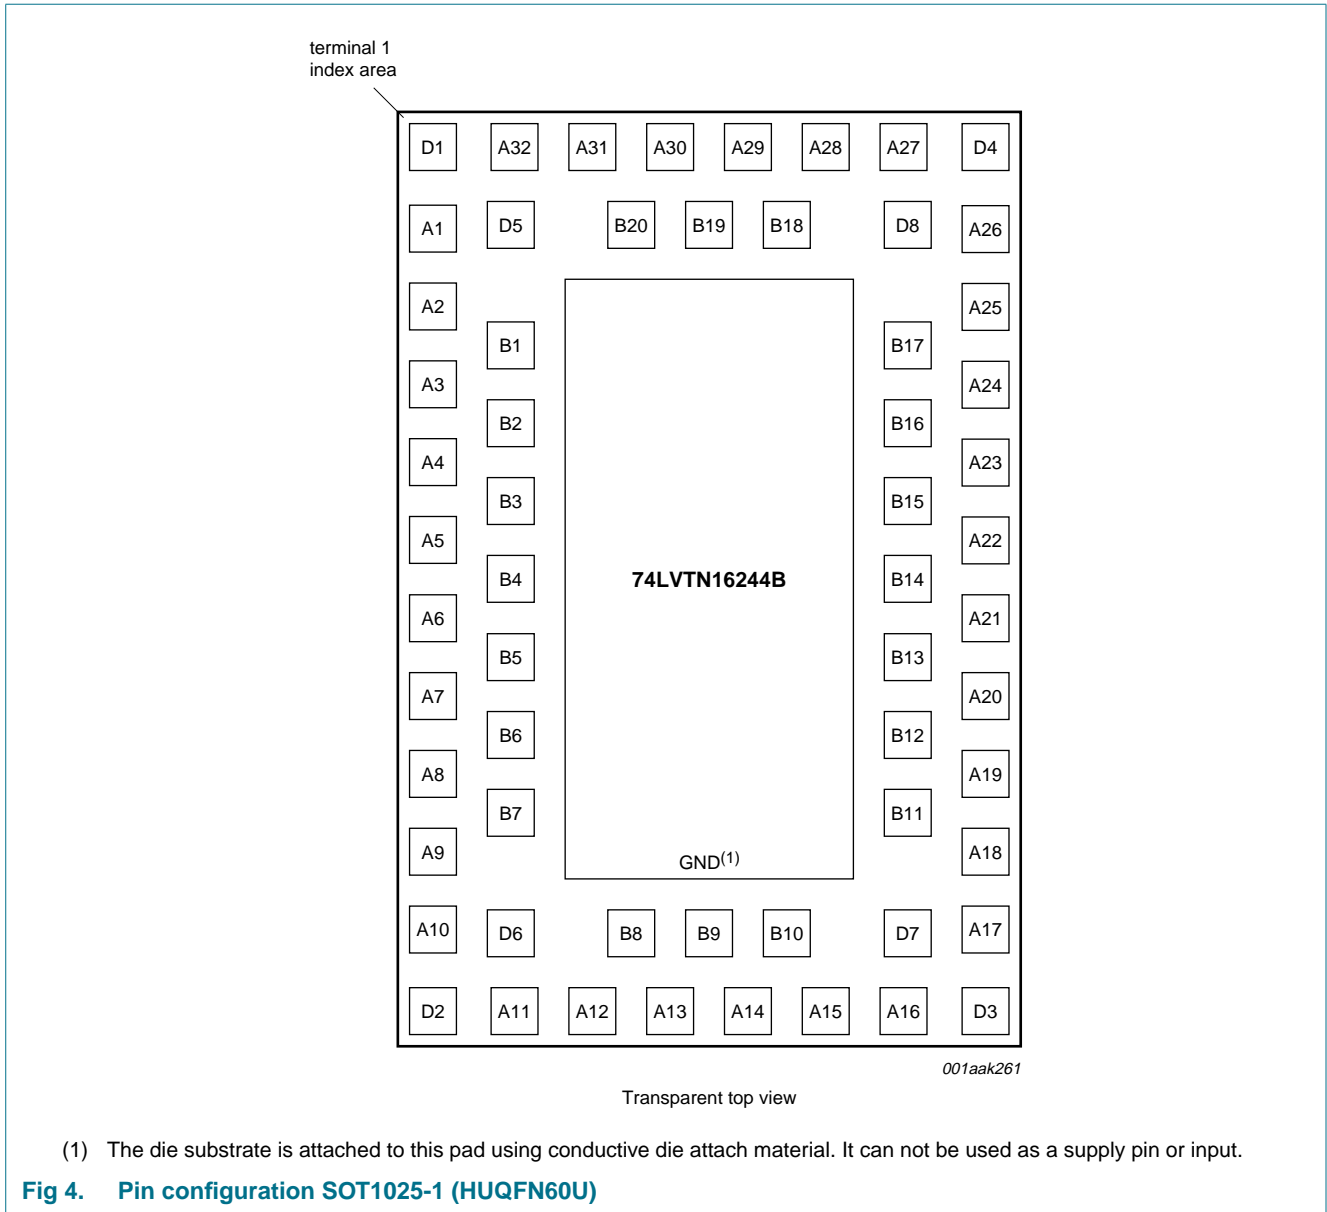 terminal 1
index area
D1 A32 A31 A30 A29 A28 A27 D4
A1 D5 B20 B19 B18 D8 A26
A2 A25
B1 B17
A3 A24
B2 B16
A4 A23
B3 B15
A5 A22
B4 74LVTN16244B B14
A6 A21
B5 B13
A7 A20
B6 B12
A8 A19
B7 B11
A9 GND(1) A18
A10 D6 B8 B9 B10 D7 A17
D2 A11 A12 A13 A14 A15 A16 D3
001aak261
Transparent top view
(1) The die substrate is attached to this pad using conductive die attach material. It can not be used as a supply pin or input.
Fig 4. Pin configuration SOT1025-1 (HUQFN60U)